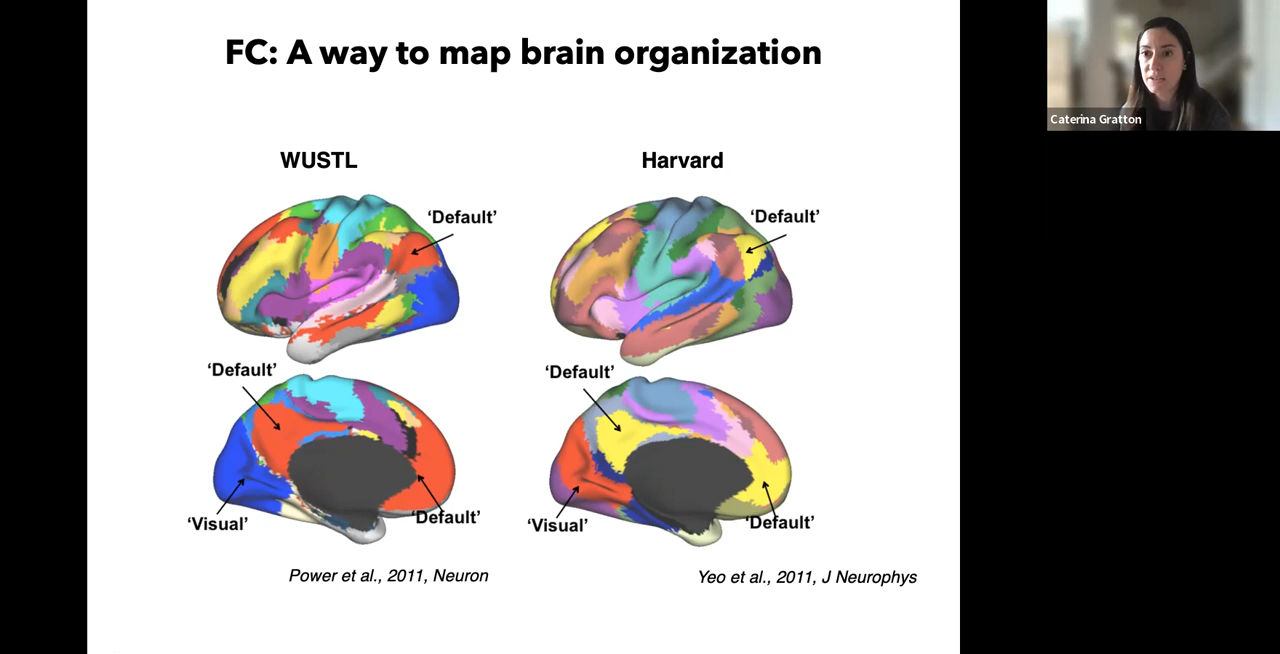 FC: A way to map brain organization
Caterina Gratton
WUSTL
Harvard
‘Default’
‘Default’
‘Default’
‘Default’
‘Visual’
‘Default’
‘Visual’
‘Default’
Power et al., 2011, Neuron
Yeo et al., 2011, J Neurophys